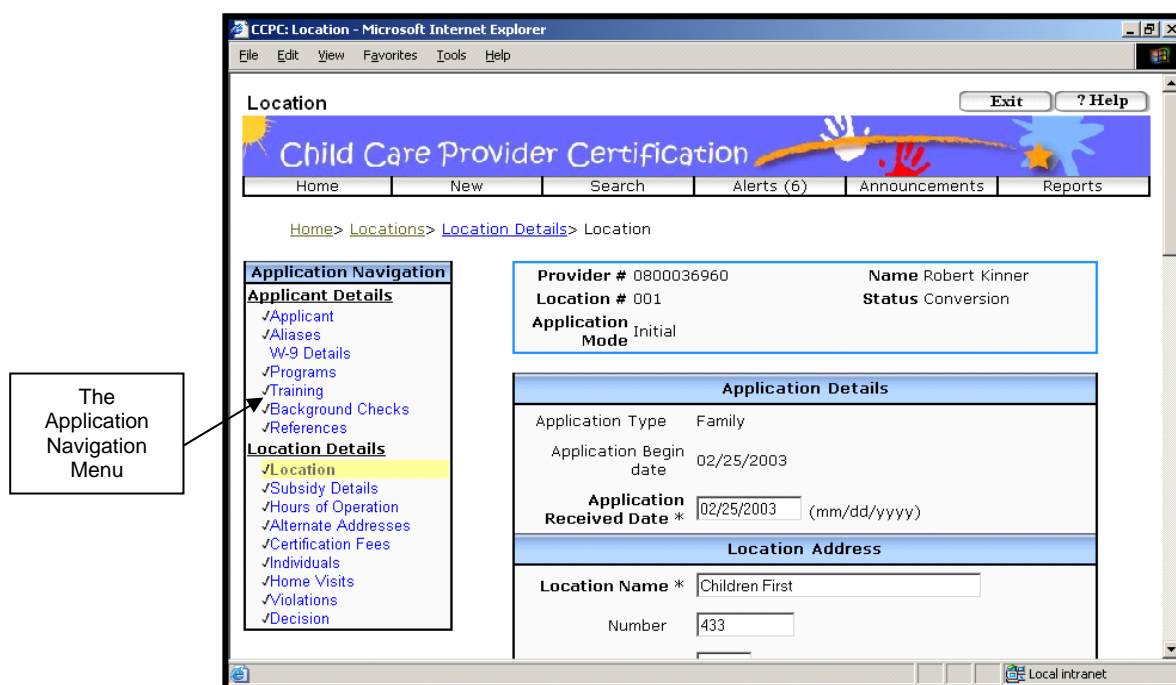 CCPC: Location - Microsoft Internet Explorer
File Edit View Favorites Tools Help
Location
Exit ? Help
Child Care Provider Certification
Home New Search Alerts (6) Announcements Reports
Home> Locations> Location Details> Location
Application Navigation
Applicant Details
✓Applicant
✓Aliases
W-9 Details
✓Programs
✓Training
✓Background Checks
✓References
Location Details
✓Location
✓Subsidy Details
✓Hours of Operation
✓Alternate Addresses
✓Certification Fees
✓Individuals
✓Home Visits
✓Violations
✓Decision
The
Application
Navigation
Menu
Provider # 0800036960 Name Robert Kinner
Location # 001 Status Conversion
Application
Mode Initial
Application Details
Application Type Family
Application Begin
date 02/25/2003
Application
Received Date * 02/25/2003 (mm/dd/yyyy)
Location Address
Location Name * Children First
Number 433
Local intranet